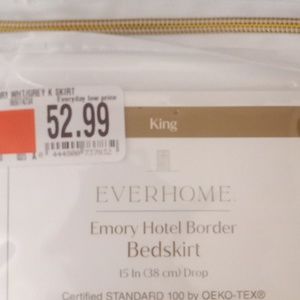 WHT/GREY K SKIRT
Everyday low price
52.99
King
EVERHOME.
Emory Hotel Border
Bedskirt
15 In (38 cm) Drop
Certified STANDARD 100 by OEKO-TEX®